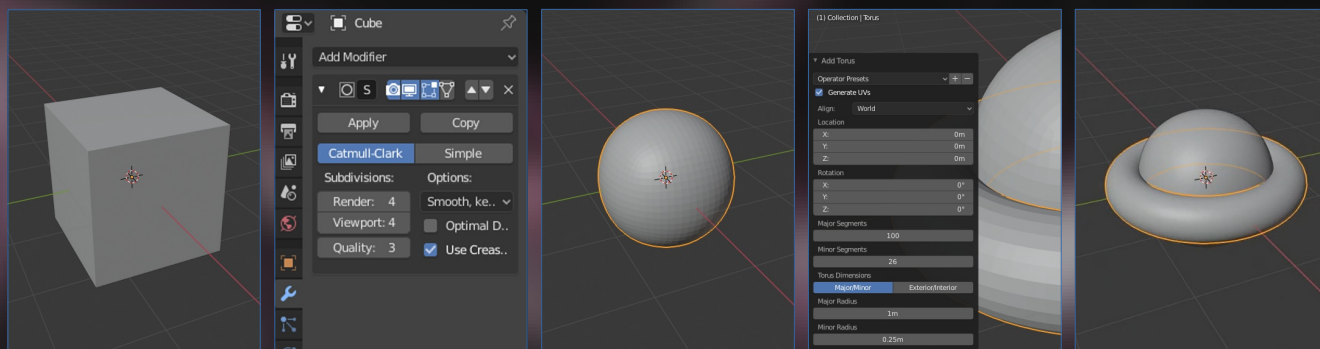 Cube
Add Modifier
S
Apply
Copy
Catmull-Clark
Simple
Subdivisions:
Options:
Render: 4
Smooth, ke..
Viewport: 4
Optimal D..
Quality: 3
Use Creas..
(1) Collection | Torus
Add Torus
Operator Presets
Generate UVs
Align: World
Location
X: 0m
Y: 0m
Z: 0m
Rotation
X: 0°
Y: 0°
Z: 0°
Major Segments
100
Minor Segments
26
Torus Dimensions
Major/Minor
Exterior/Interior
Major Radius
1m
Minor Radius
0.25m